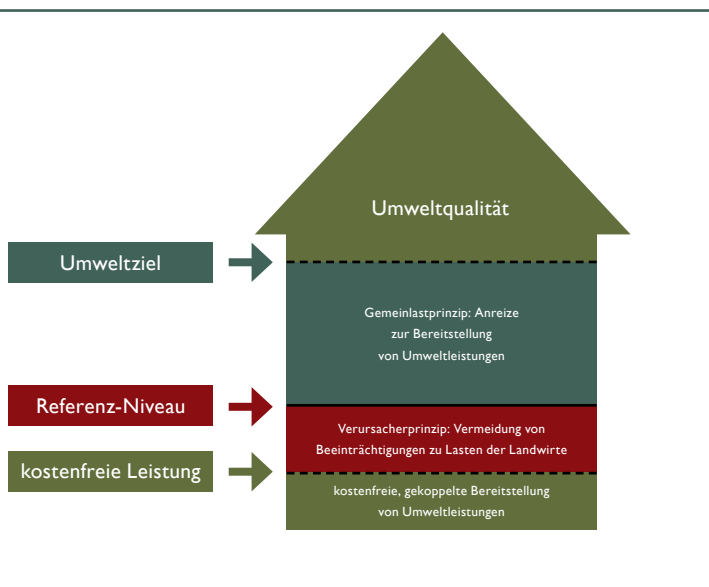 Umweltqualität
Umweltziel
Gemeinlastprinzip: Anreize
zur Bereitstellung
von Umweltleistungen
Referenz-Niveau
Verursacherprinzip: Vermeidung von
Beeinträchtigungen zu Lasten der Landwirte
kostenfreie Leistung
kostenfreie, gekoppelte Bereitstellung
von Umweltleistungen